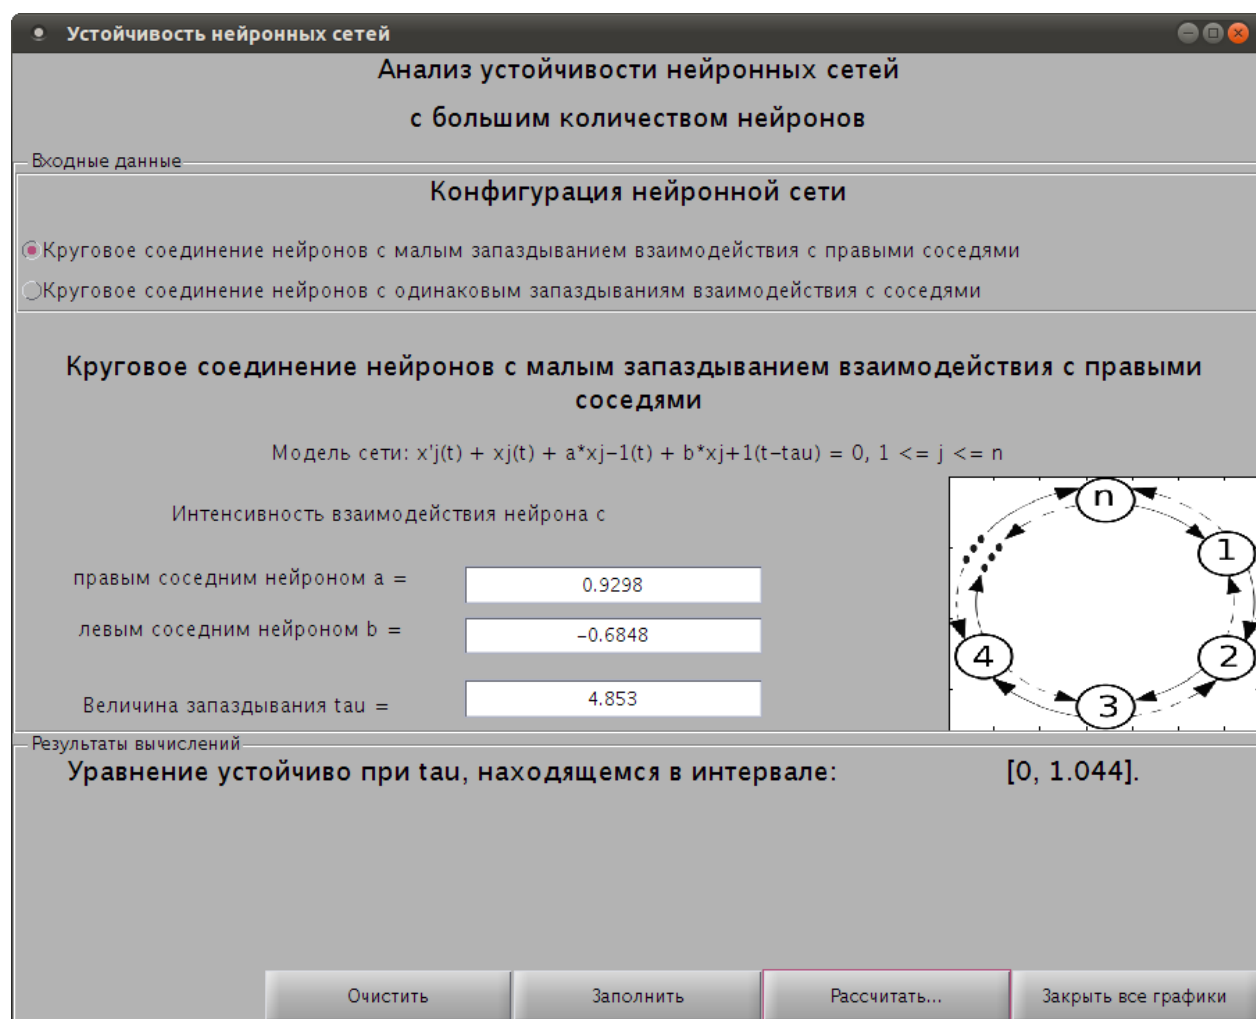 Устойчивость нейронных сетей
Анализ устойчивости нейронных сетей
с большим количеством нейронов
Входные данные
Конфигурация нейронной сети
Круговое соединение нейронов с малым запаздыванием взаимодействия с правыми соседями
Круговое соединение нейронов с одинаковым запаздываниям взаимодействия с соседями
Круговое соединение нейронов с малым запаздыванием взаимодействия с правыми
соседями
Модель сети: x'j(t) + xj(t) + a*xj-1(t) + b*xj+1(t-tau) = 0, 1 <= j <= n
Интенсивность взаимодействия нейрона с
правым соседним нейроном a =
0.9298
левым соседним нейроном b =
-0.6848
Величина запаздывания tau =
4.853
n
1
2
3
4
Результаты вычислений
Уравнение устойчиво при tau, находящемся в интервале: [0, 1.044].
Очистить
Заполнить
Рассчитать...
Закрыть все графики